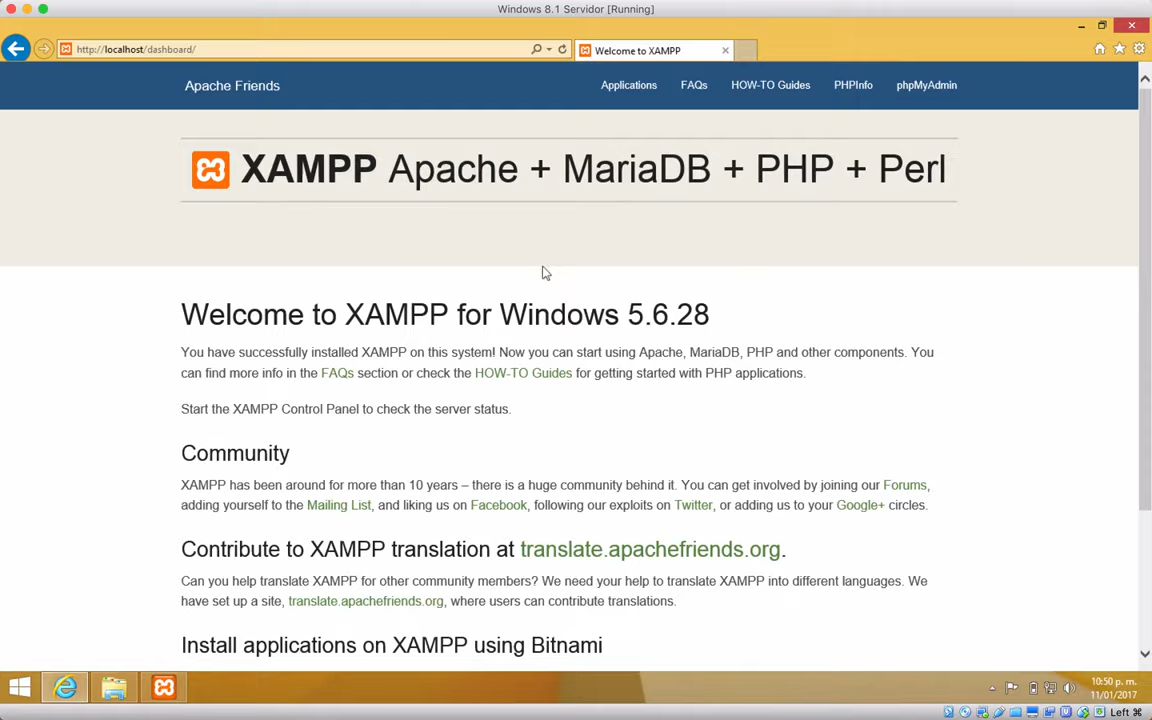 Windows 8.1 Servidor [Running]
http://localhost/dashboard/
Welcome to XAMPP
Apache Friends
Applications
FAQs
HOW-TO Guides
PHPInfo
phpMyAdmin
XAMPP Apache + MariaDB + PHP + Perl
Welcome to XAMPP for Windows 5.6.28
You have successfully installed XAMPP on this system! Now you can start using Apache, MariaDB, PHP and other components. You
can find more info in the FAQs section or check the HOW-TO Guides for getting started with PHP applications.
Start the XAMPP Control Panel to check the server status.
Community
XAMPP has been around for more than 10 years – there is a huge community behind it. You can get involved by joining our Forums,
adding yourself to the Mailing List, and liking us on Facebook, following our exploits on Twitter, or adding us to your Google+ circles.
Contribute to XAMPP translation at translate.apachefriends.org.
Can you help translate XAMPP for other community members? We need your help to translate XAMPP into different languages. We
have set up a site, translate.apachefriends.org, where users can contribute translations.
Install applications on XAMPP using Bitnami
10:50 p. m.
11/01/2017
Left ⌘